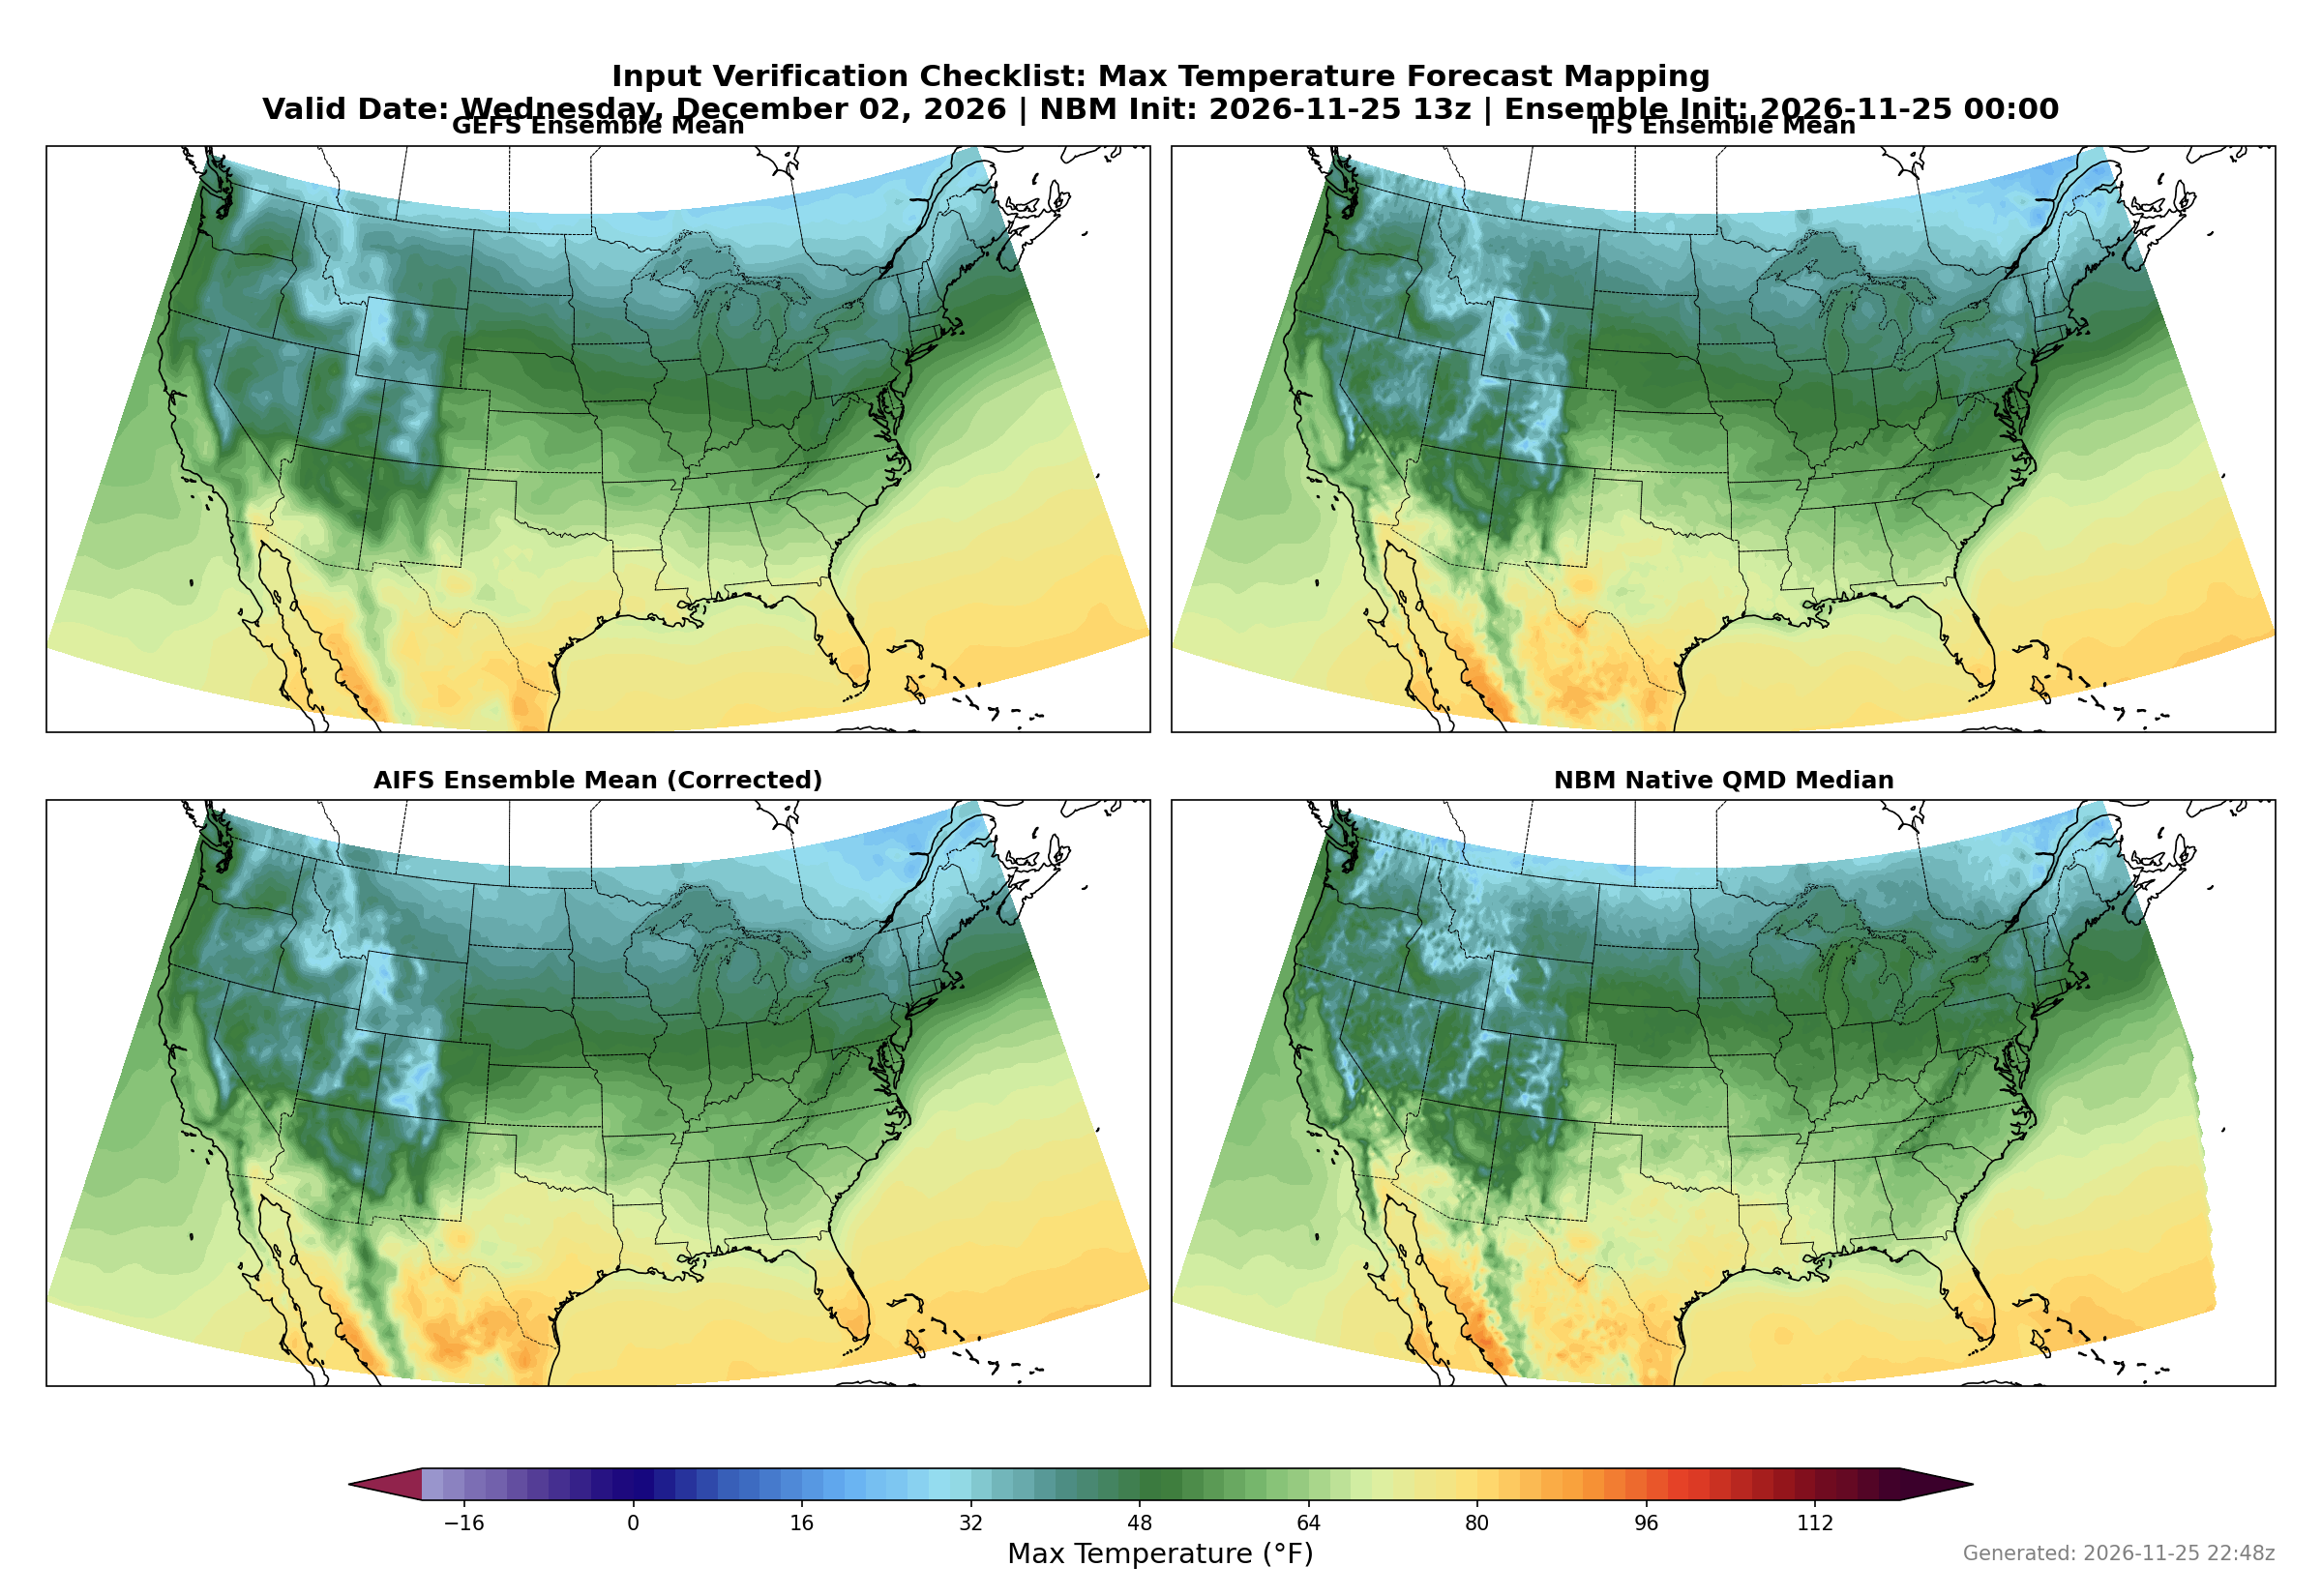 Input Verification Checklist: Max Temperature Forecast Mapping
Valid Date: Wednesday, December 02, 2026 | NBM Init: 2026-11-25 13z | Ensemble Init: 2026-11-25 00:00
GEFS Ensemble Mean
IFS Ensemble Mean
AIFS Ensemble Mean (Corrected)
NBM Native QMD Median
−16 0 16 32 48 64 80 96 112
Max Temperature (°F)
Generated: 2026-11-25 22:48z